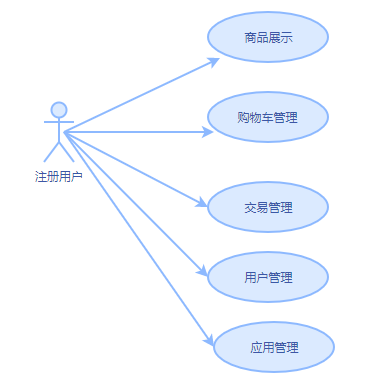 商品展示
购物车管理
注册用户
交易管理
用户管理
应用管理